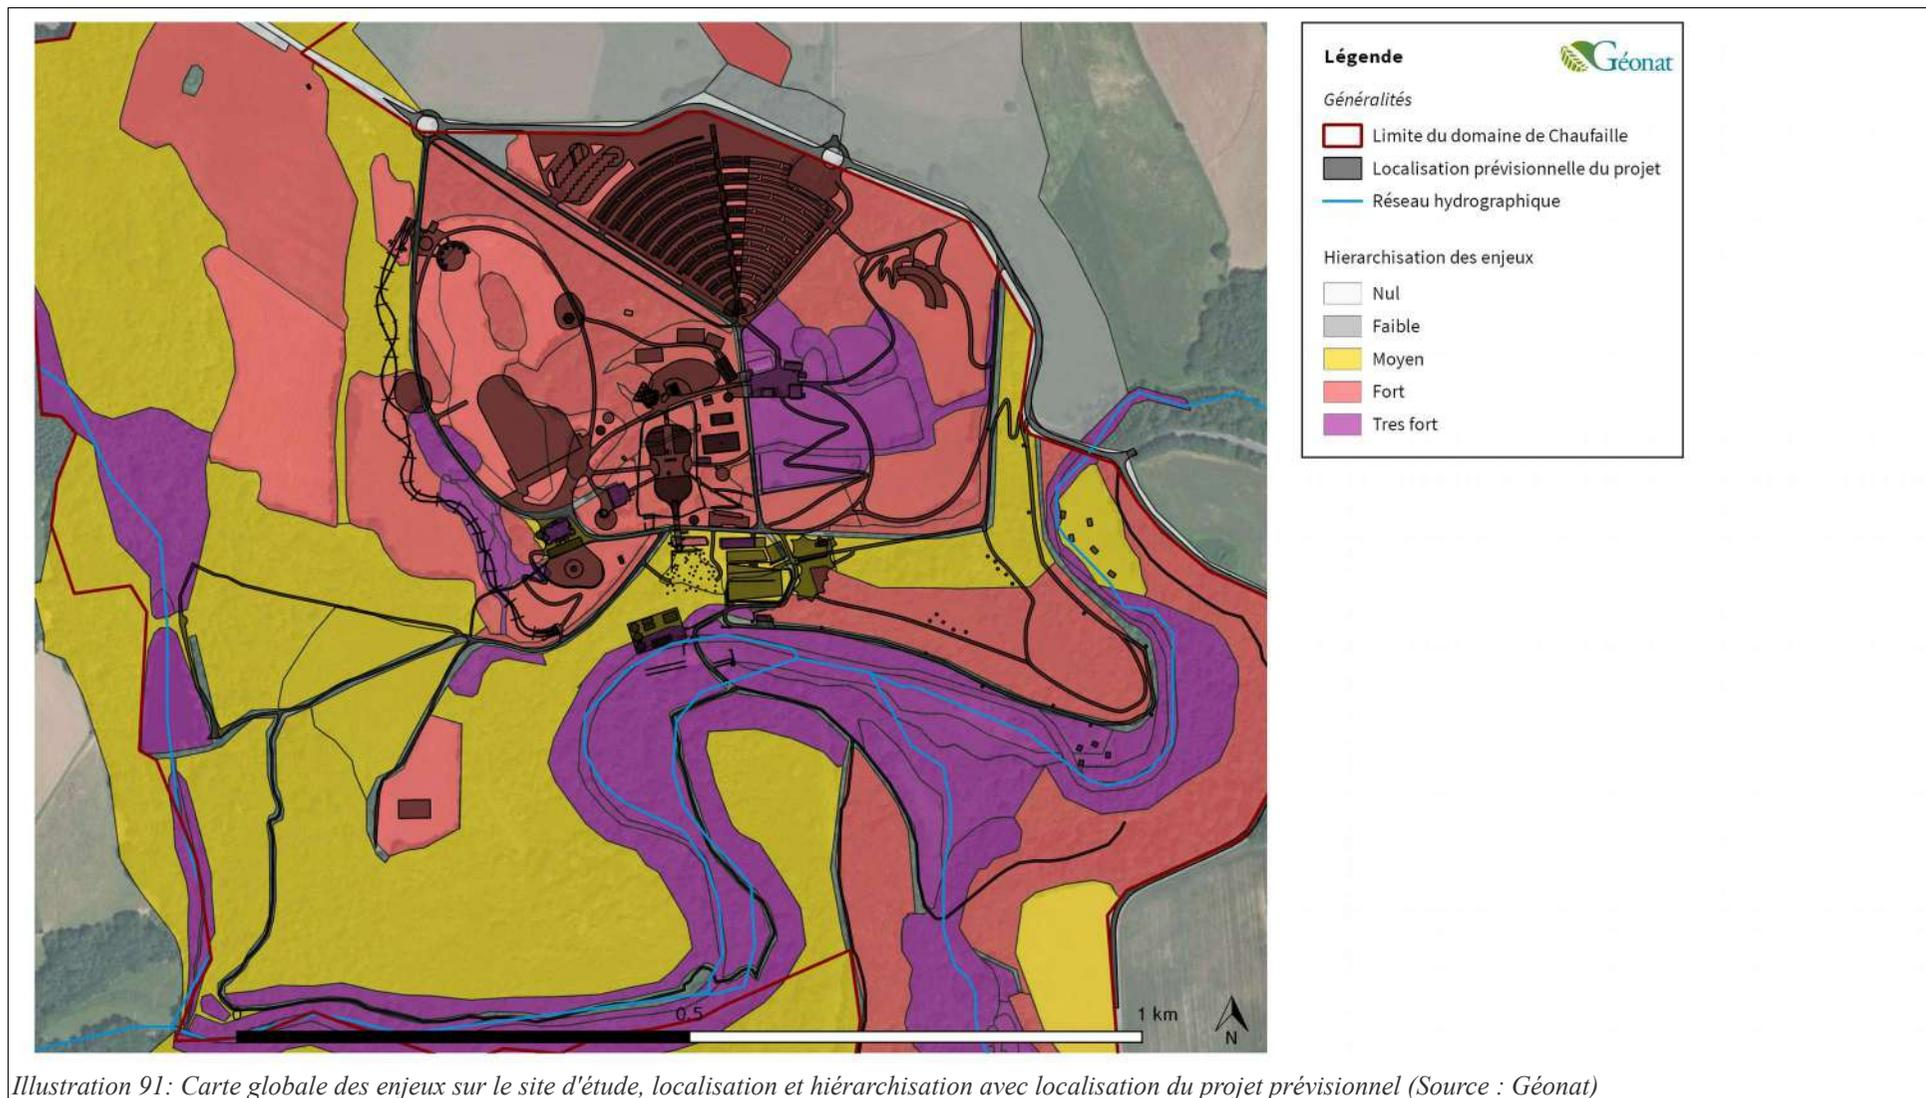 Légende
Géonat
Généralités
Limite du domaine de Chaufaille
Localisation prévisionnelle du projet
Réseau hydrographique
Hierarchisation des enjeux
Nul
Faible
Moyen
Fort
Tres fort
0 0.5 1 km
N
Illustration 91: Carte globale des enjeux sur le site d'étude, localisation et hiérarchisation avec localisation du projet prévisionnel (Source : Géonat)